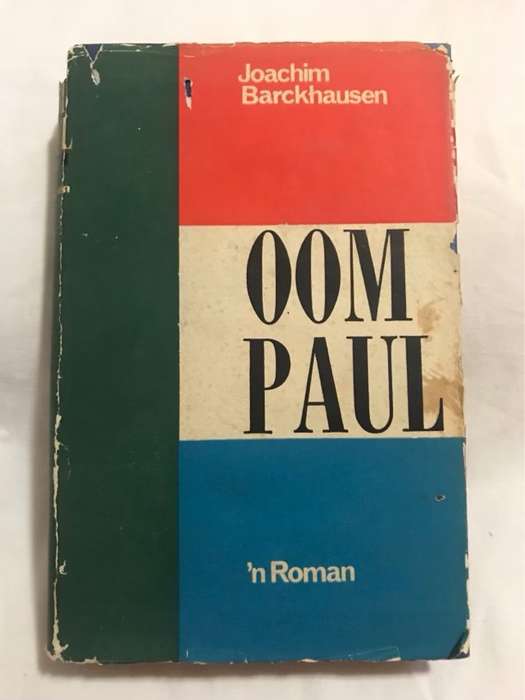 Joachim
Barckhausen
OOM
PAUL
'n Roman